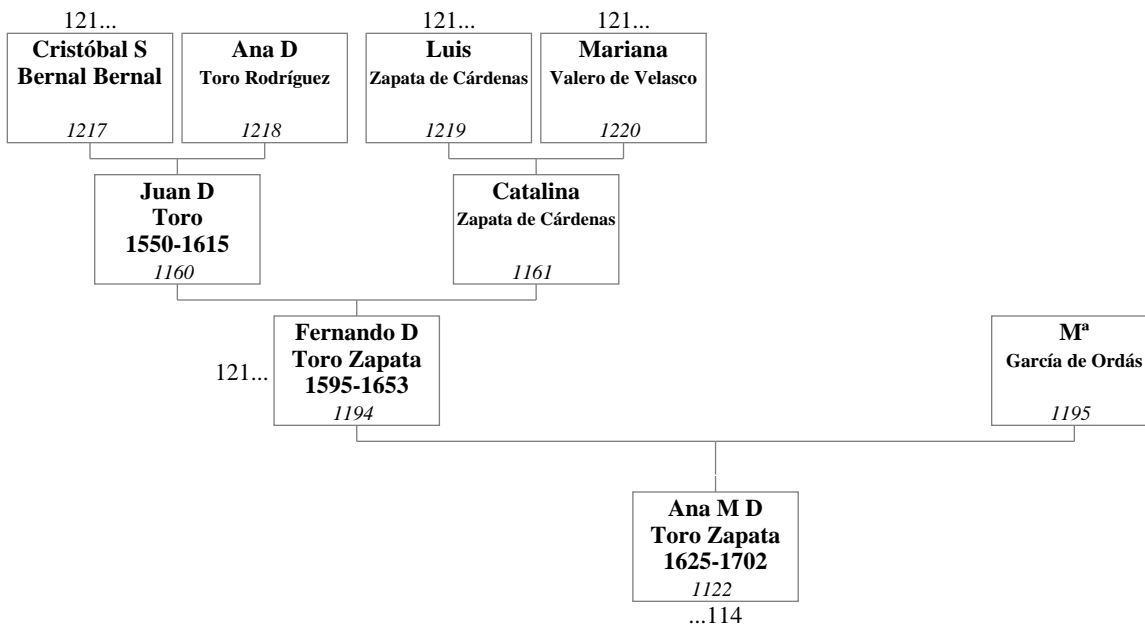 121...
Cristóbal S
Bernal Bernal
1217
Ana D
Toro Rodríguez
1218
121...
Luis
Zapata de Cárdenas
1219
121...
Mariana
Valero de Velasco
1220
Juan D
Toro
1550-1615
1160
Catalina
Zapata de Cárdenas
1161
121...
Fernando D
Toro Zapata
1595-1653
1194
Mª
García de Ordás
1195
Ana M D
Toro Zapata
1625-1702
1122
...114